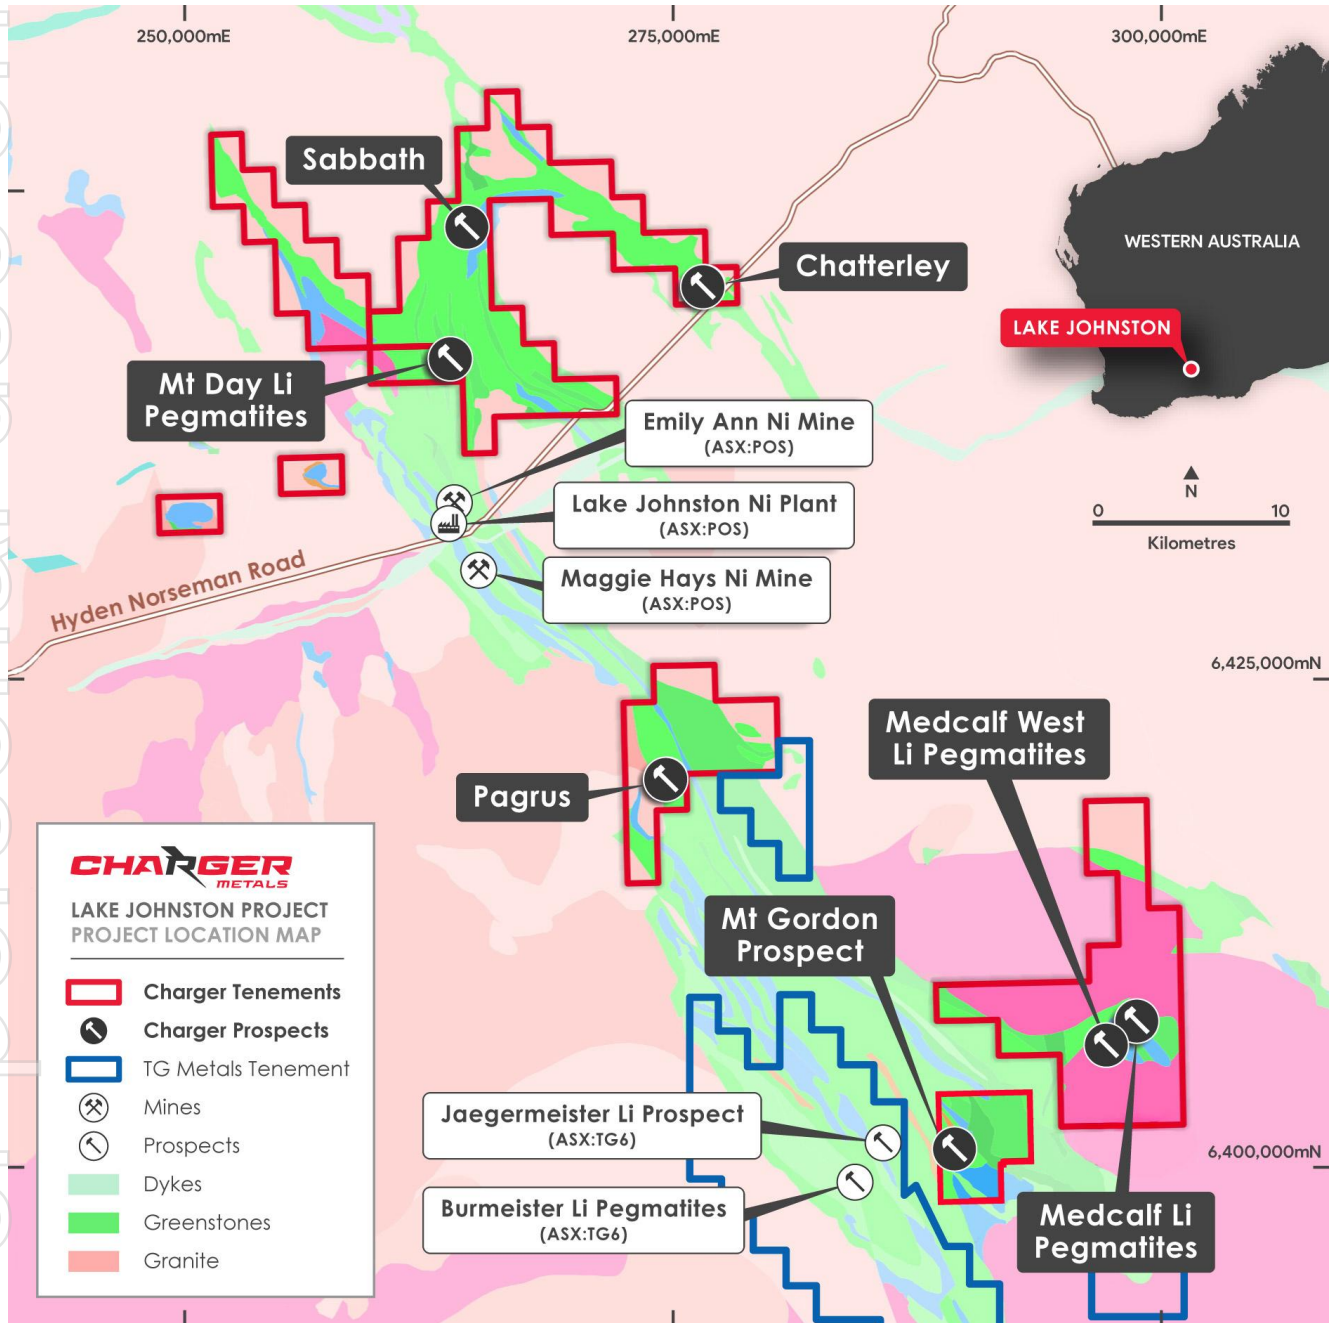 250,000mE
275,000mE
300,000mE
Sabbath
Chatterley
WESTERN AUSTRALIA
LAKE JOHNSTON
Mt Day Li
Pegmatites
Emily Ann Ni Mine
(ASX:POS)
Lake Johnston Ni Plant
(ASX:POS)
Maggie Hays Ni Mine
(ASX:POS)
N
0
10
Kilometres
Hyden Norseman Road
6,425,000mN
Medcalf West
Li Pegmatites
Pagrus
Mt Gordon
Prospect
CHARGER
METALS
LAKE JOHNSTON PROJECT
PROJECT LOCATION MAP
Charger Tenements
Charger Prospects
TG Metals Tenement
Mines
Prospects
Dykes
Greenstones
Granite
Jaegermeister Li Prospect
(ASX:TG6)
Burmeister Li Pegmatites
(ASX:TG6)
6,400,000mN
Medcalf Li
Pegmatites